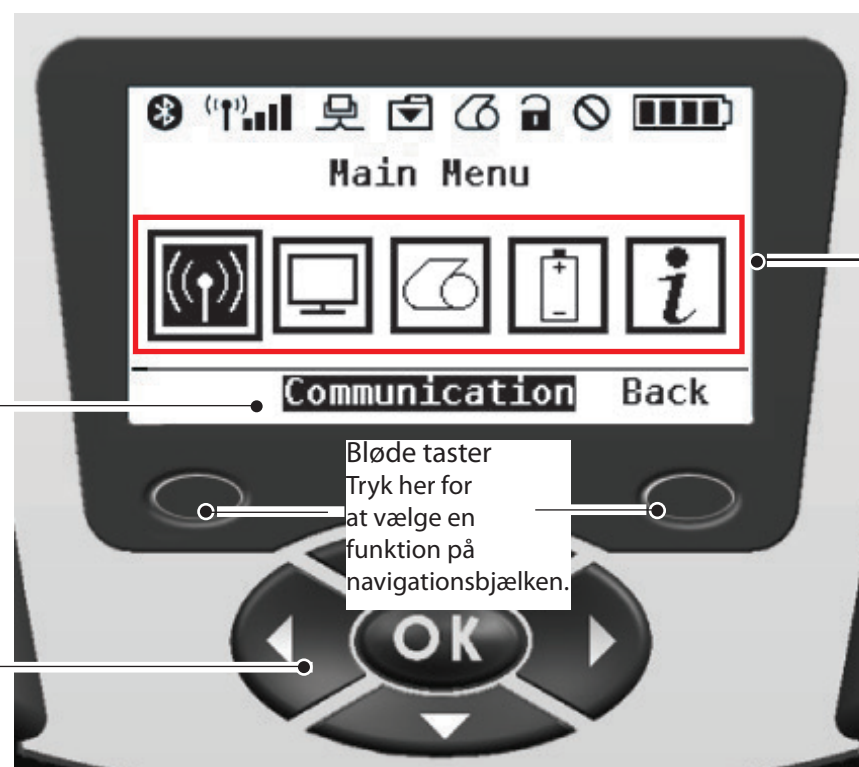 Main Menu
Communication Back
Bløde taster
Tryk her for
at vælge en
funktion på
navigationsbjælken.
OK